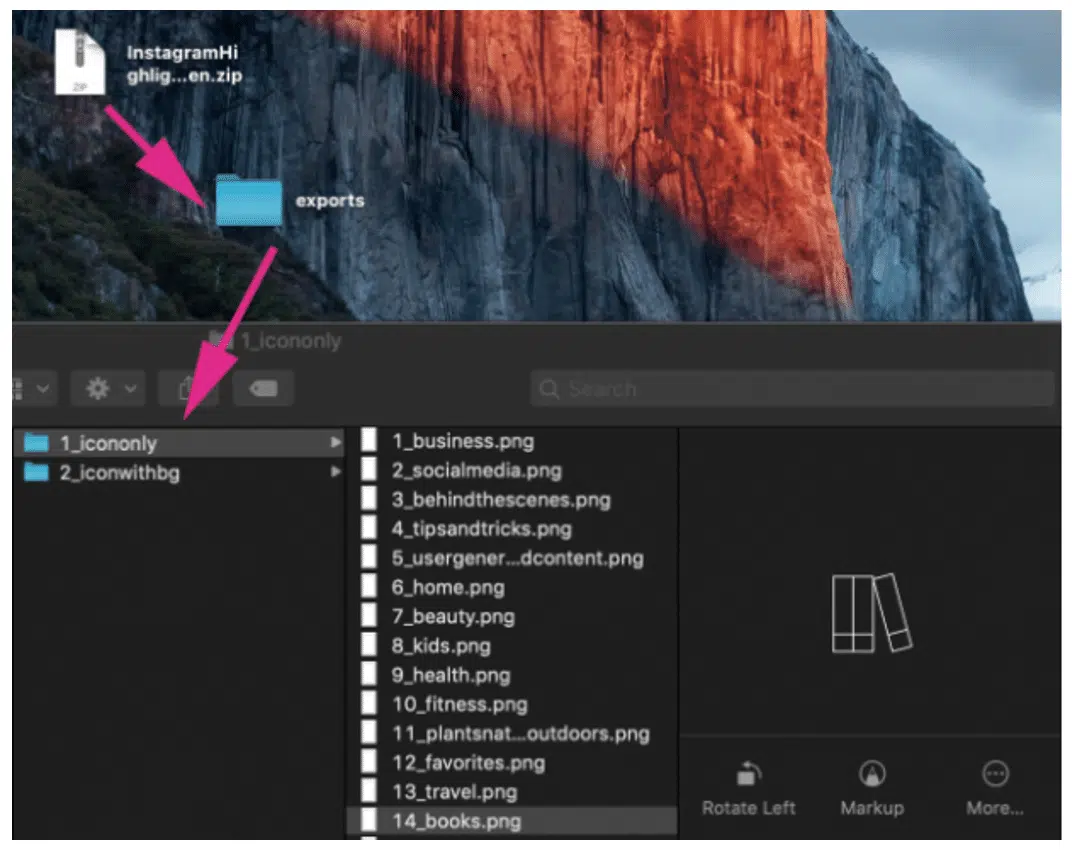 InstagramHi
ghlig...en.zip
ZIP
exports
1_icononly
Search
1_icononly
2_iconwithbg
1_business.png
2_socialmedia.png
3_behindthescenes.png
4_tipsandtricks.png
5_usergener...dcontent.png
6_home.png
7_beauty.png
8_kids.png
9_health.png
10_fitness.png
11_plantsnat...outdoors.png
12_favorites.png
13_travel.png
14_books.png
Rotate Left
Markup
More...